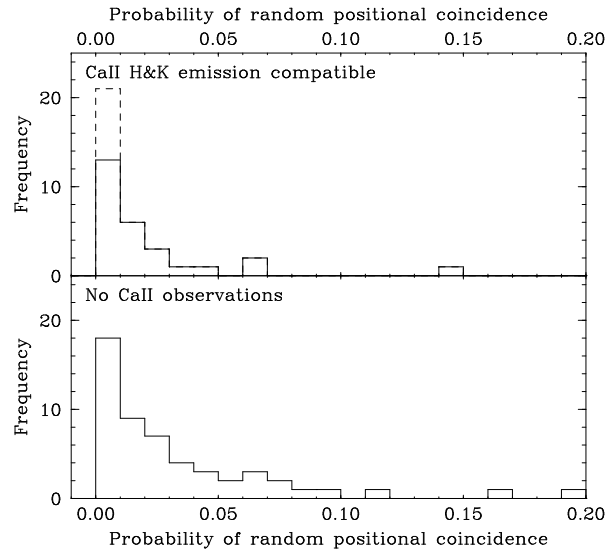 Probability of random positional coincidence
0.00 0.05 0.10 0.15 0.20
CaII H&K emission compatible
20
10
0
Frequency
No CaII observations
20
10
0
Frequency
0.00 0.05 0.10 0.15 0.20
Probability of random positional coincidence